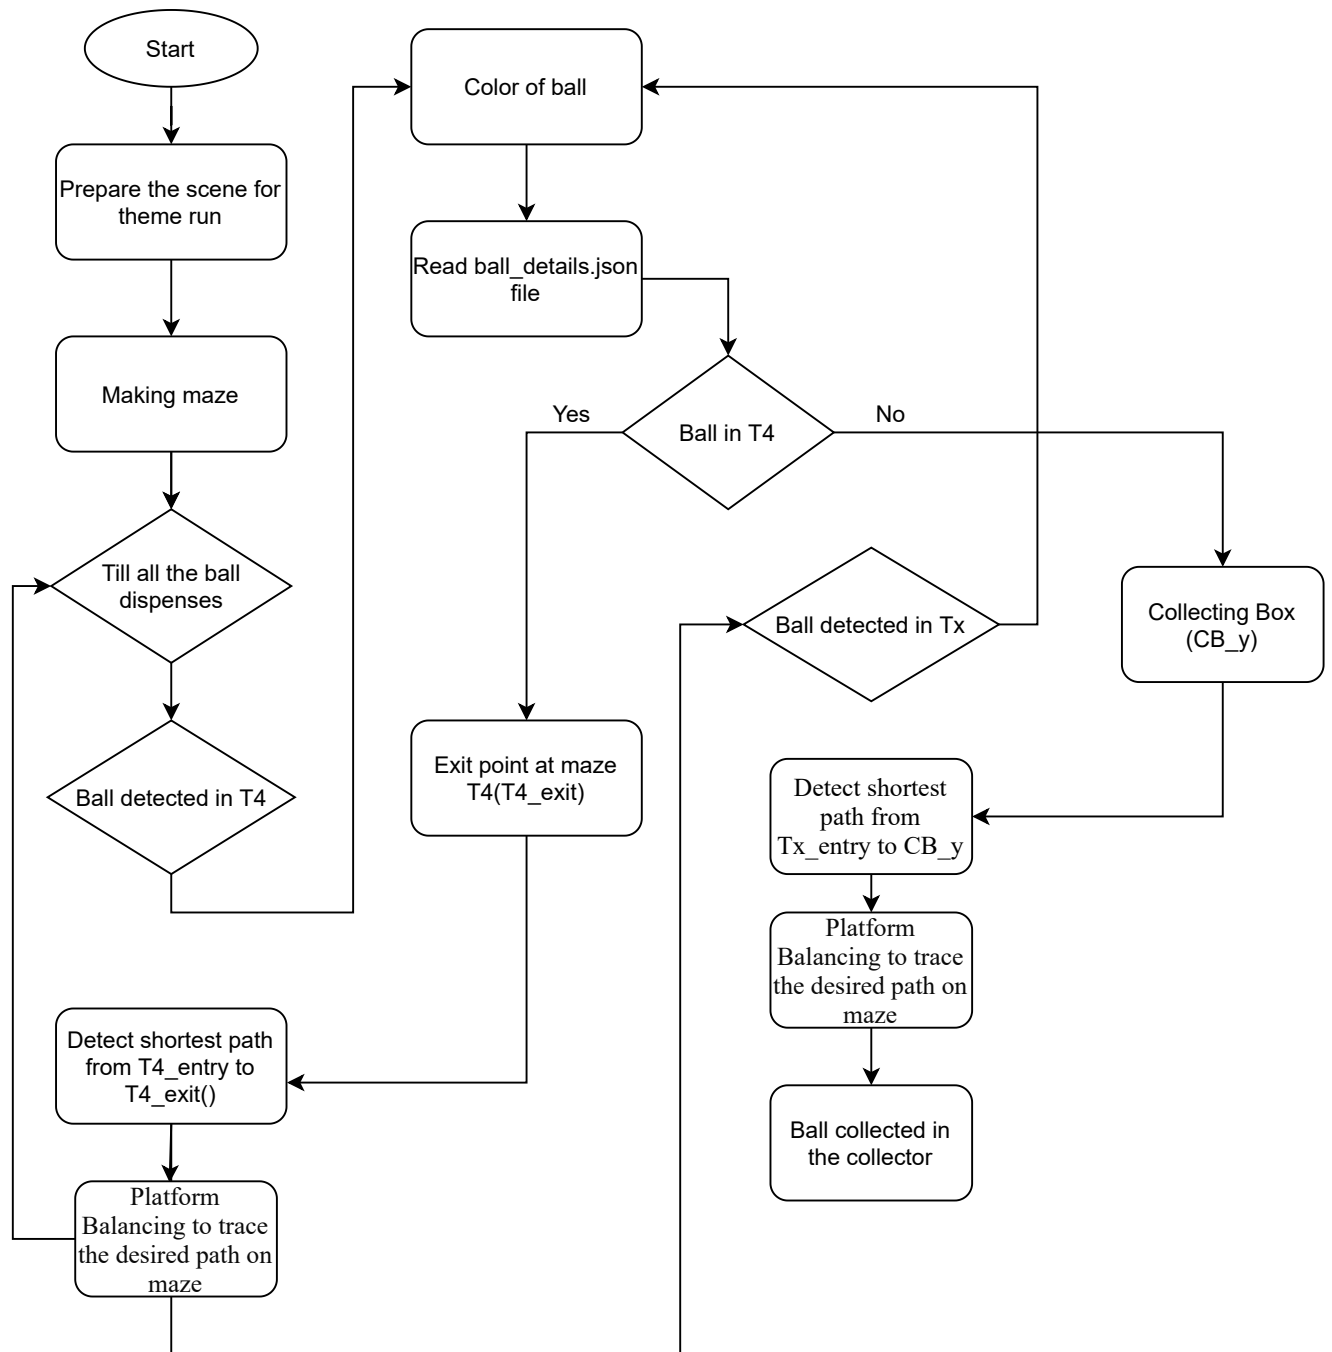 Start
Prepare the scene for
theme run
Making maze
Till all the ball
dispenses
Ball detected in T4
Color of ball
Read ball_details.json
file
Ball in T4
Yes
No
Exit point at maze
T4(T4_exit)
Detect shortest path
from T4_entry to
T4_exit()
Platform
Balancing to trace
the desired path on
maze
Ball detected in Tx
Collecting Box
(CB_y)
Detect shortest
path from
Tx_entry to CB_y
Platform
Balancing to trace
the desired path on
maze
Ball collected in
the collector